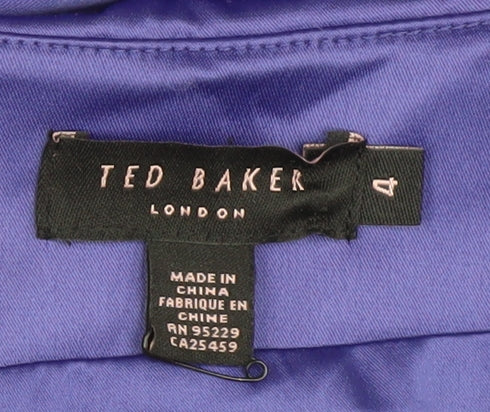 TED BAKER
LONDON
4
MADE IN
CHINA
FABRIQUE EN
CHINE
RN 95229
CA25459